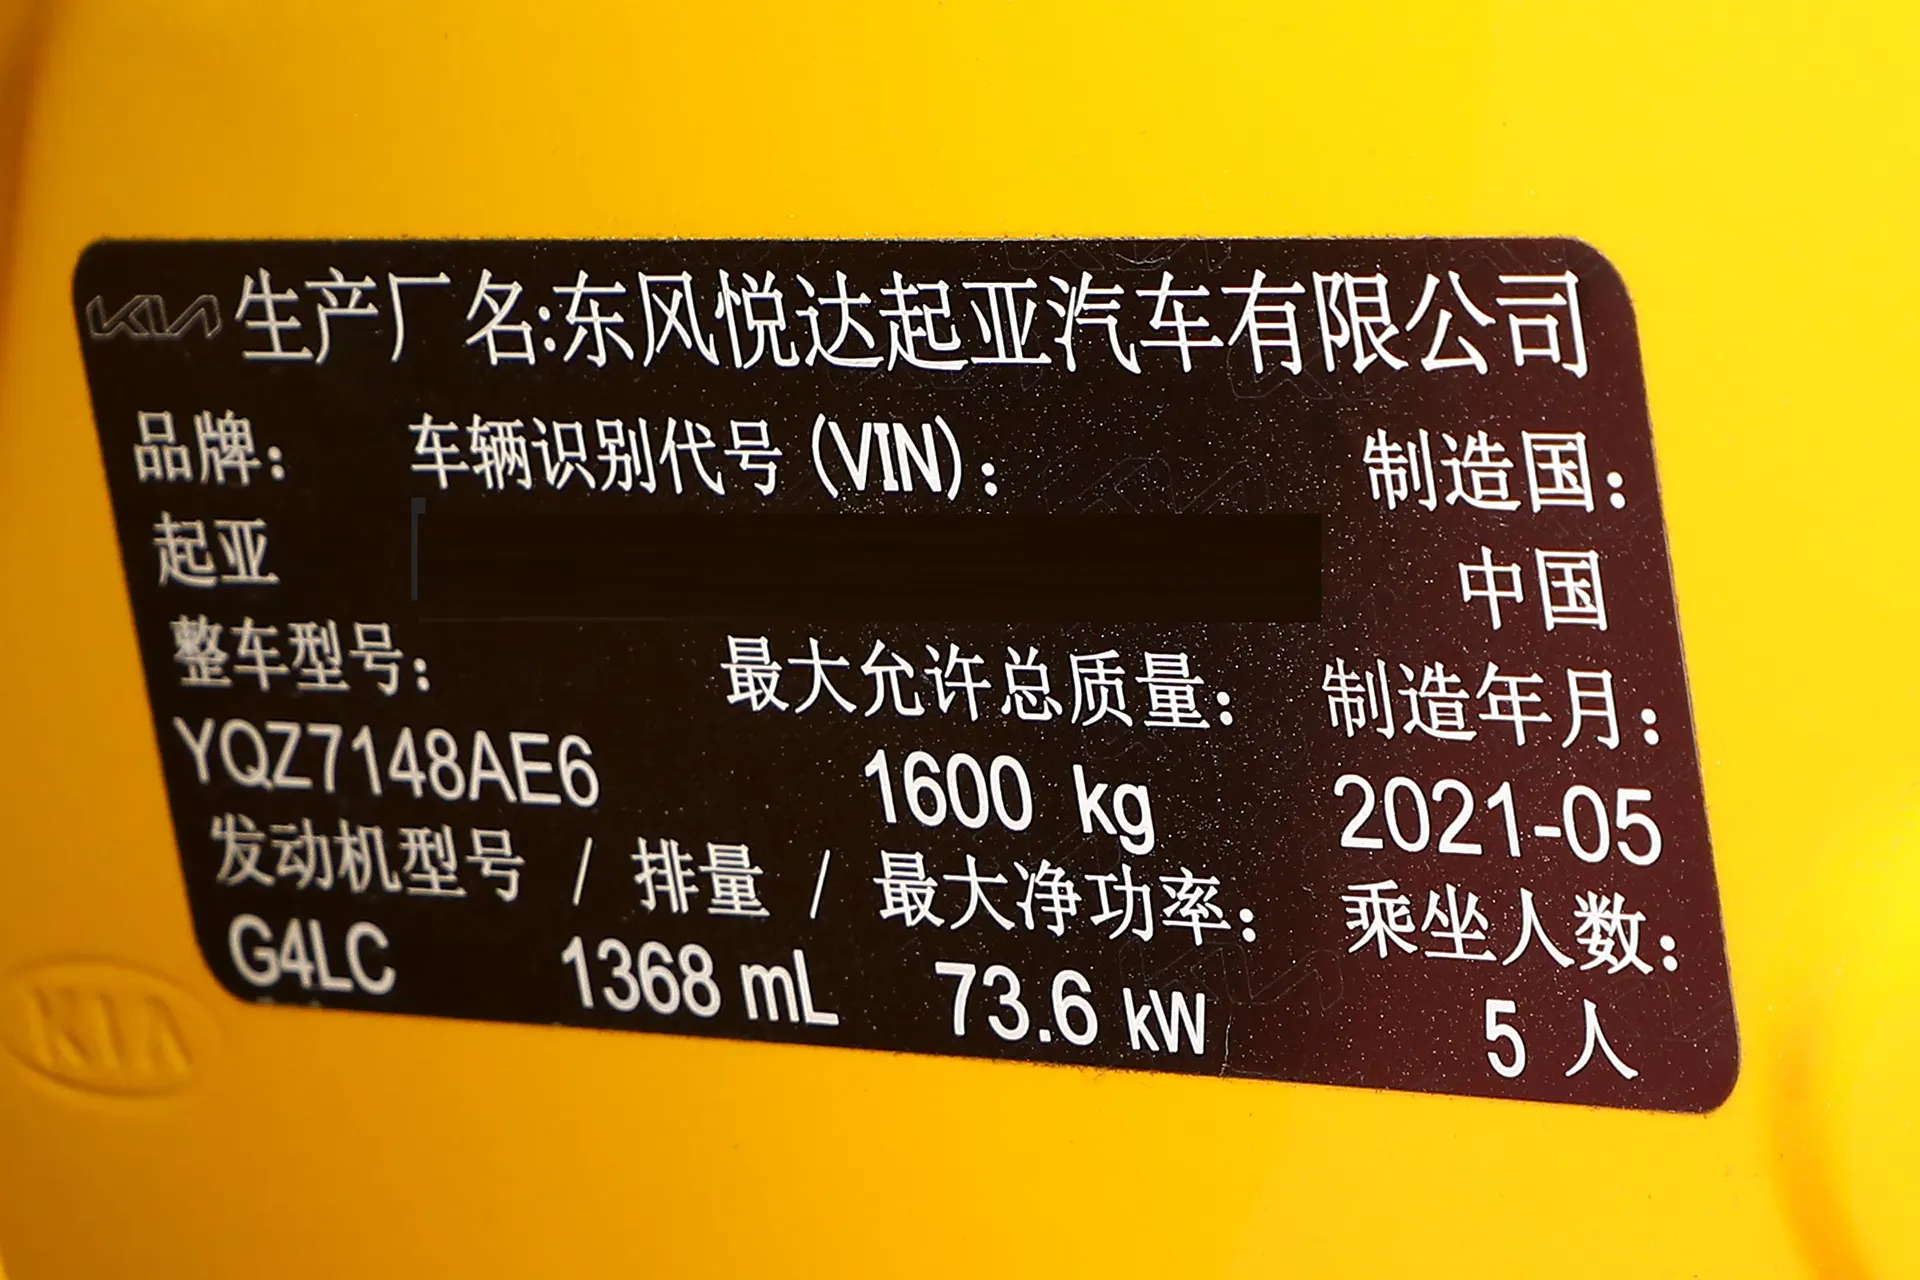 KIA 生产厂名:东风悦达起亚汽车有限公司
品牌: 车辆识别代号 (VIN): 制造国:
起亚 中国
整车型号: 最大允许总质量: 制造年月:
YQZ7148AE6 1600 kg 2021-05
发动机型号 / 排量 / 最大净功率: 乘坐人数:
G4LC 1368 mL 73.6 kW 5 人
KIA